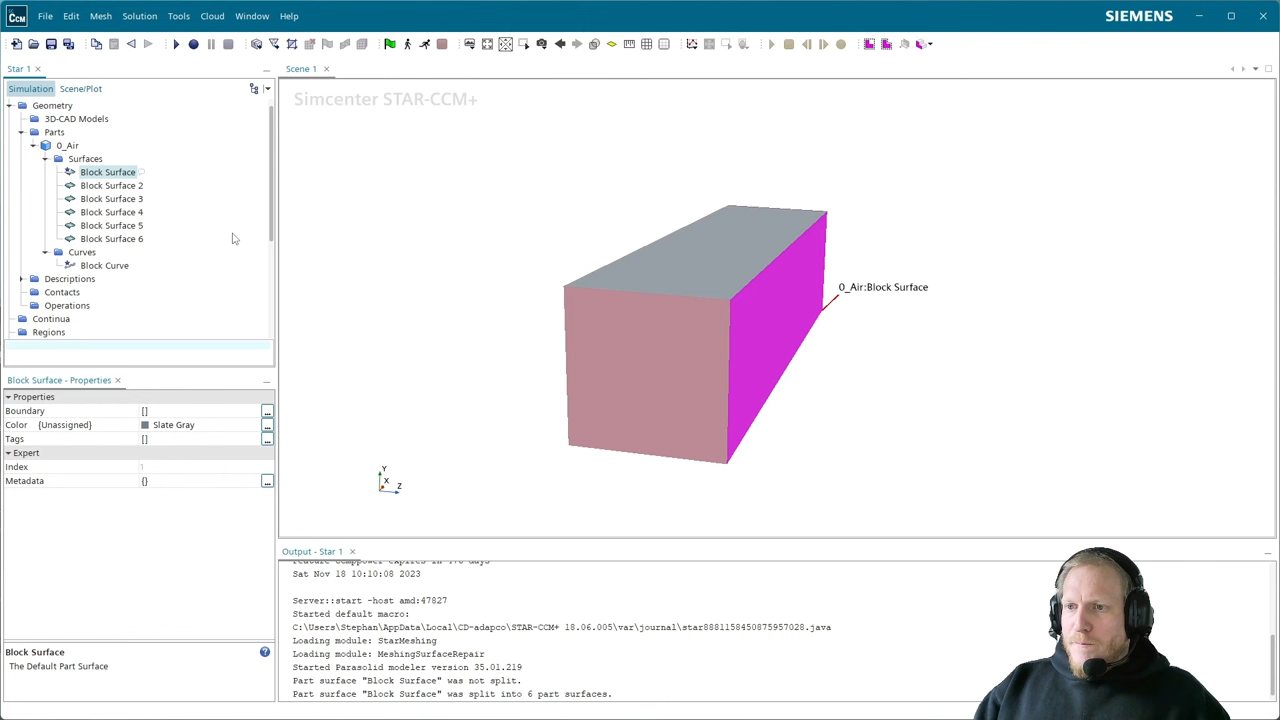 CCM File Edit Mesh Solution Tools Cloud Window Help SIEMENS
Star 1
Scene 1
Simulation Scene/Plot
Simcenter STAR-CCM+
Geometry
3D-CAD Models
Parts
0_Air
Surfaces
Block Surface
Block Surface 2
Block Surface 3
Block Surface 4
Block Surface 5
Block Surface 6
Curves
Block Curve
Descriptions
Contacts
Operations
Continua
Regions
0_Air:Block Surface
Y
X
Z
Block Surface - Properties
Properties
Boundary []
Color {Unassigned} Slate Gray
Tags []
Expert
Index 1
Metadata {}
Block Surface
The Default Part Surface
Output - Star 1
Sat Nov 18 10:10:08 2023
Server::start -host amd:47827
Started default macro:
C:\Users\Stephan\AppData\Local\CD-adapco\STAR-CCM+ 18.06.005\var\journal\star8881158450875957028.java
Loading module: StarMeshing
Loading module: MeshingSurfaceRepair
Started Parasolid modeler version 35.01.219
Part surface "Block Surface" was not split.
Part surface "Block Surface" was split into 6 part surfaces.